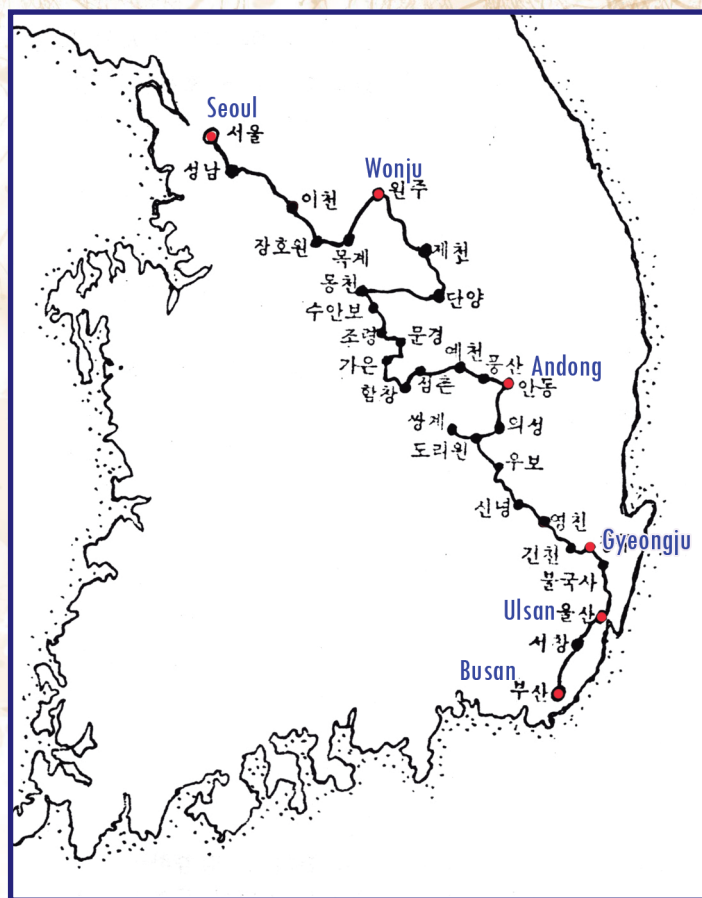 Seoul
서울
성남
이천
Wonju
원주
장호원
목계
제천
단양
동천
수안보
조령
문경
가은
함창
점촌
예천
풍산
Andong
안동
쌍계
도리원
의성
우보
신녕
영천
건천
Gyeongju
불국사
Ulsan
울산
서창
Busan
부산